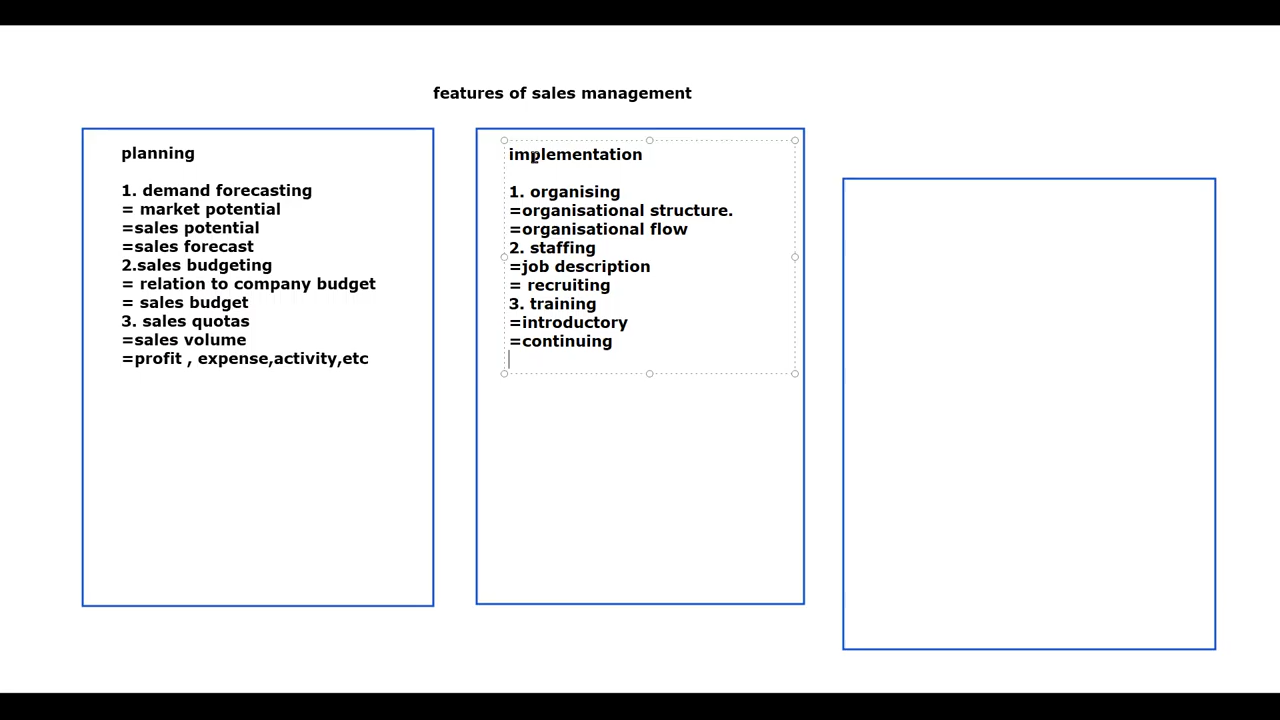 features of sales management
planning
1. demand forecasting
= market potential
=sales potential
=sales forecast
2.sales budgeting
= relation to company budget
= sales budget
3. sales quotas
=sales volume
=profit , expense,activity,etc
implementation
1. organising
=organisational structure.
=organisational flow
2. staffing
=job description
= recruiting
3. training
=introductory
=continuing